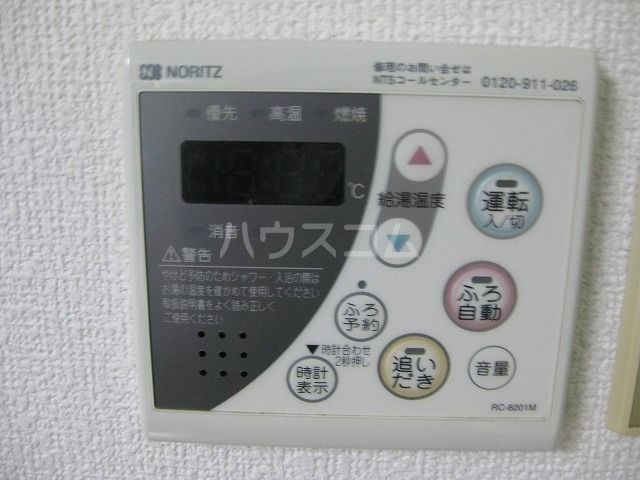 NORITZ
修理のお問い合せは
NTSコールセンター 0120-911-026
優先 高温 燃焼
℃
給湯温度
運転
入/切
消音
ハウスコム
警告
やけど予防のためシャワー・入浴の際は
お湯の温度を確かめて使用してください
取扱説明書をよく読み正しく
ご使用ください
ふろ
自動
ふろ
予約
▼時計合わせ
2秒押し
時計
表示
追い
だき
音量
RC-8201M